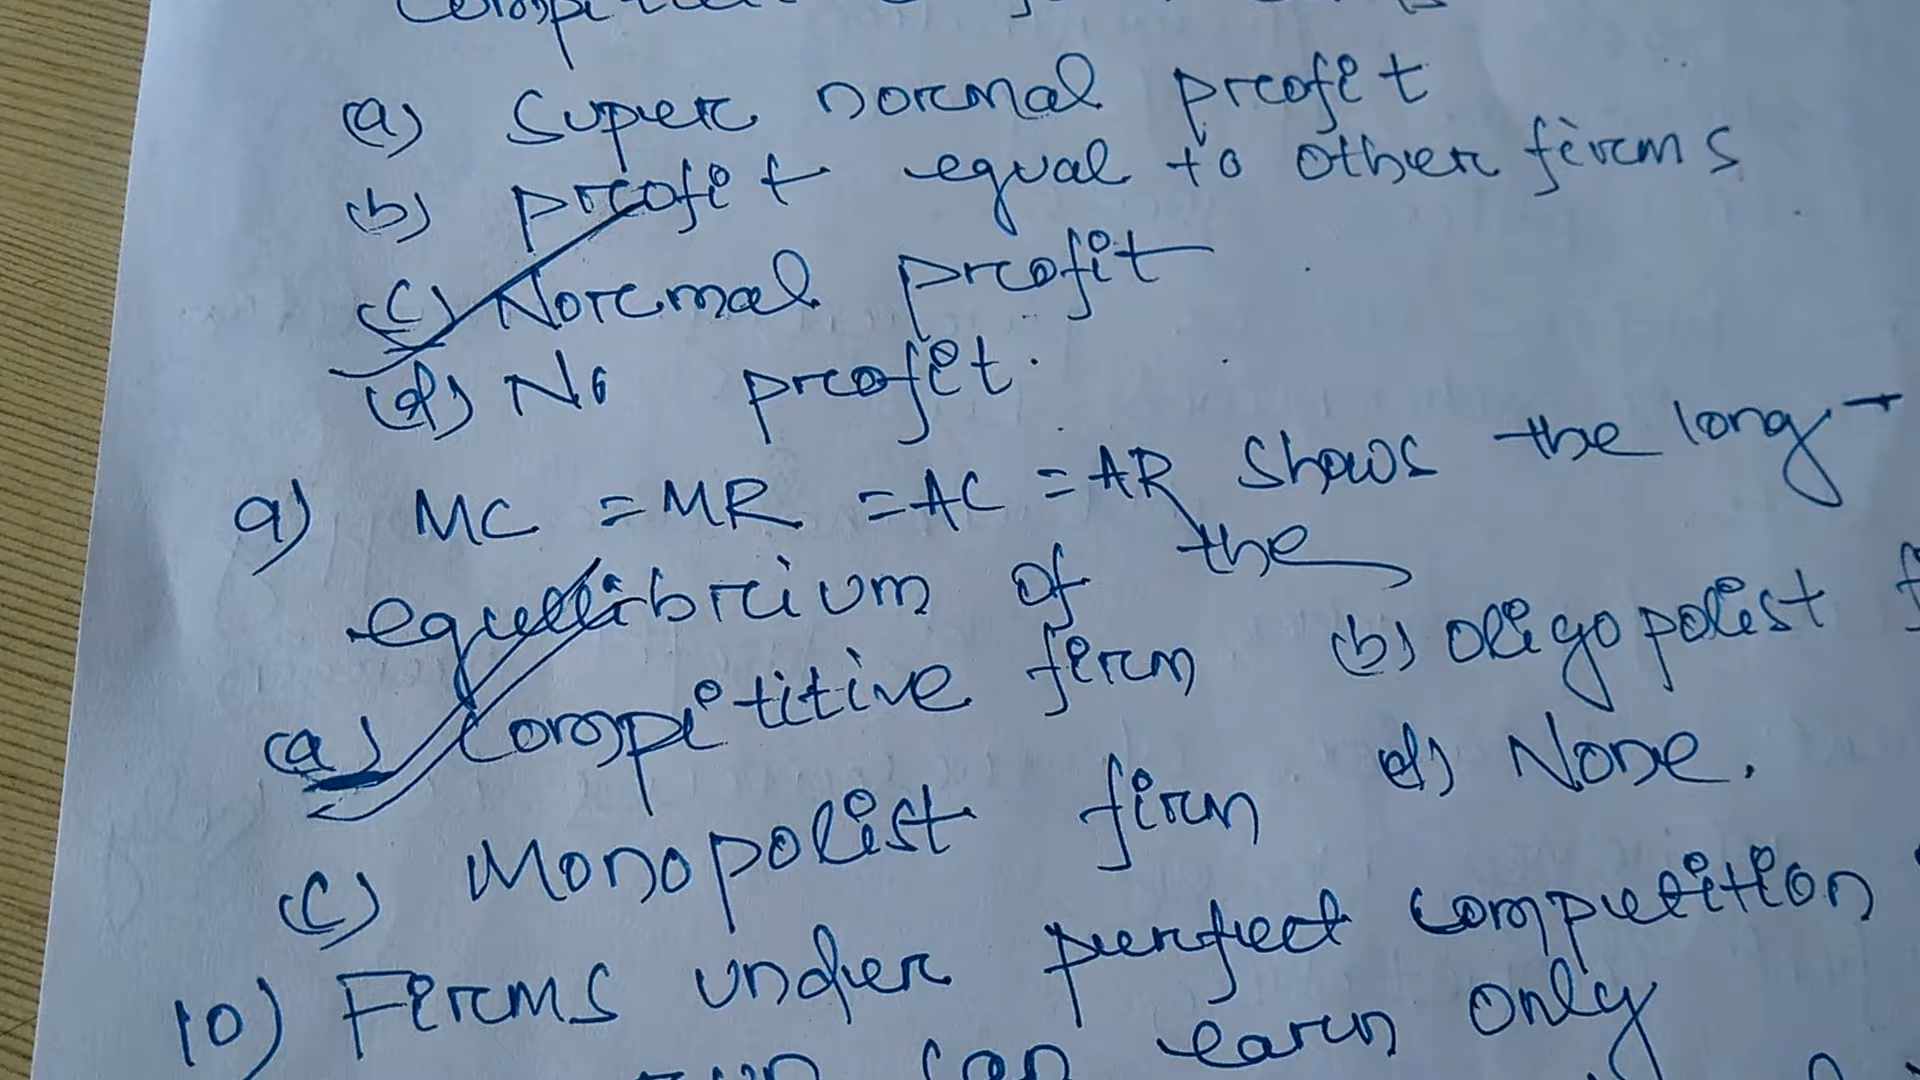 (a) Super normal profit
(b) profit equal to other firms
(c) Normal profit
(d) No profit.
9) MC = MR = AC = AR shows the long-
equilibrium of the
(a) Competitive firm (b) oligopolist
(c) Monopolist firm (d) None.
10) Firms under perfect competition
can earn only